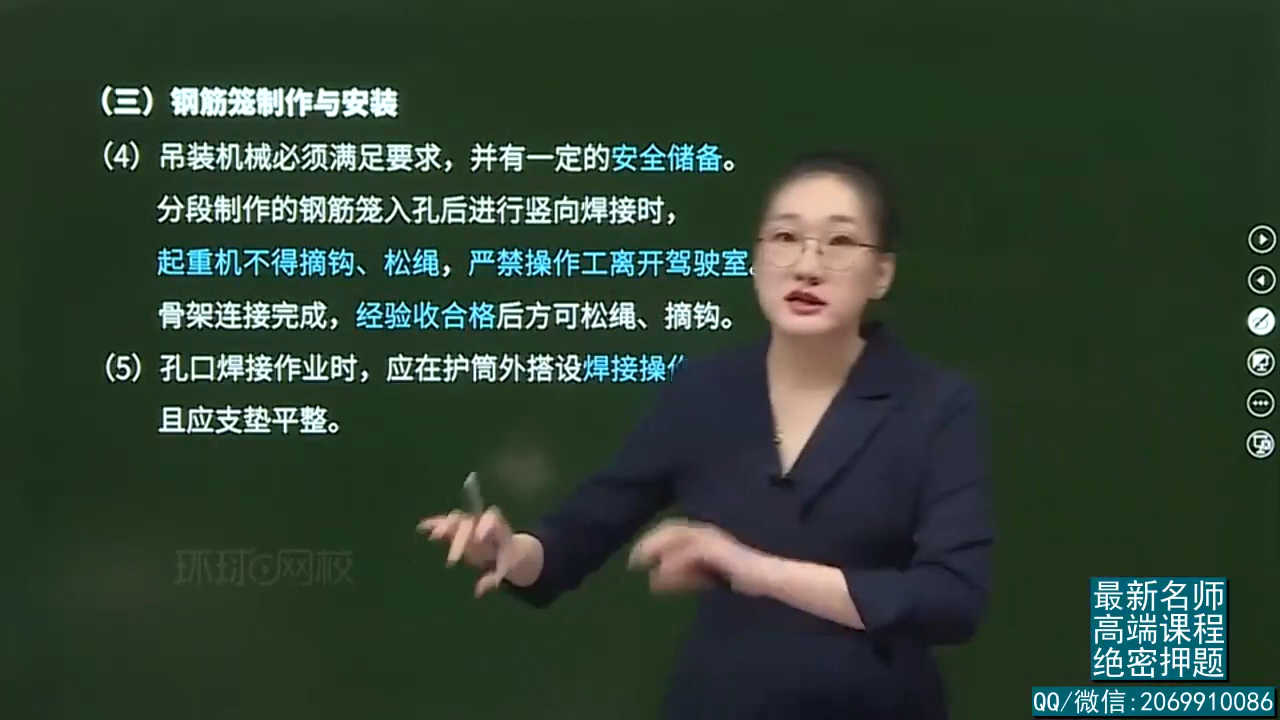 （三）钢筋笼制作与安装
（4）吊装机械必须满足要求，并有一定的安全储备。
分段制作的钢筋笼入孔后进行竖向焊接时，
起重机不得摘钩、松绳，严禁操作工离开驾驶室。
骨架连接完成，经验收合格后方可松绳、摘钩。
（5）孔口焊接作业时，应在护筒外搭设焊接操
且应支垫平整。
环球网校
最新名师
高端课程
绝密押题
QQ/微信:2069910086